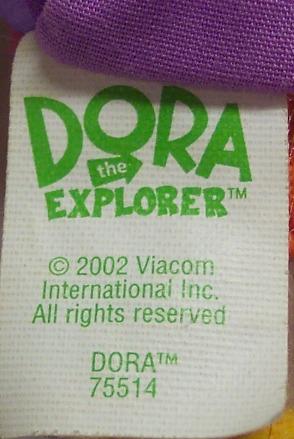 DORA
the
EXPLORER™
© 2002 Viacom
International Inc.
All rights reserved
DORA™
75514